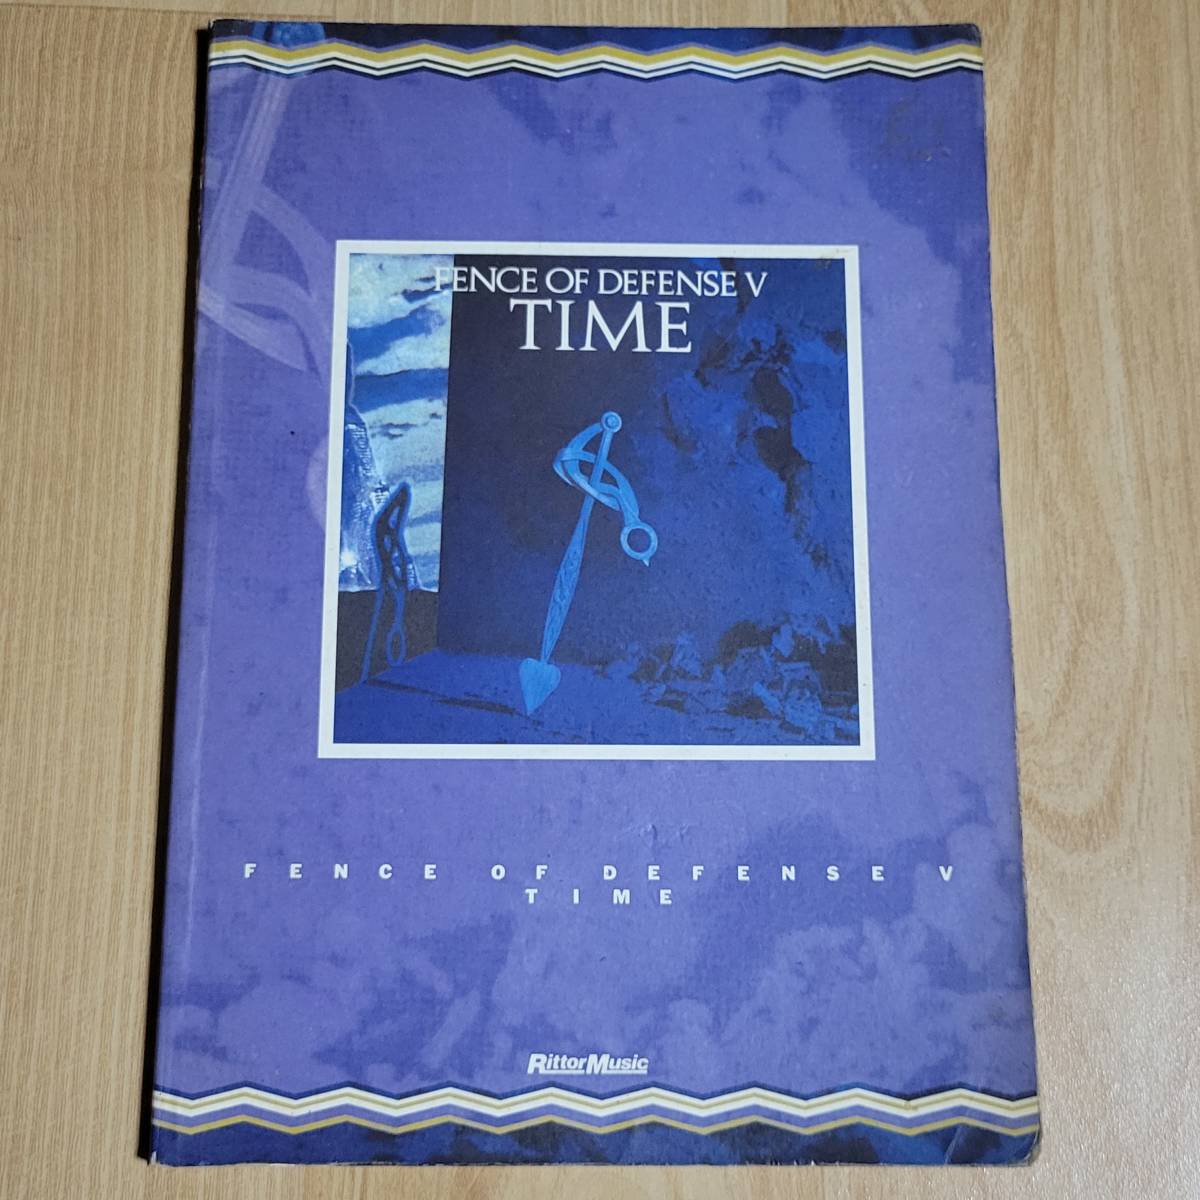 FENCE OF DEFENSE V
TIME
FENCE OF DEFENSE V
TIME
RittorMusic